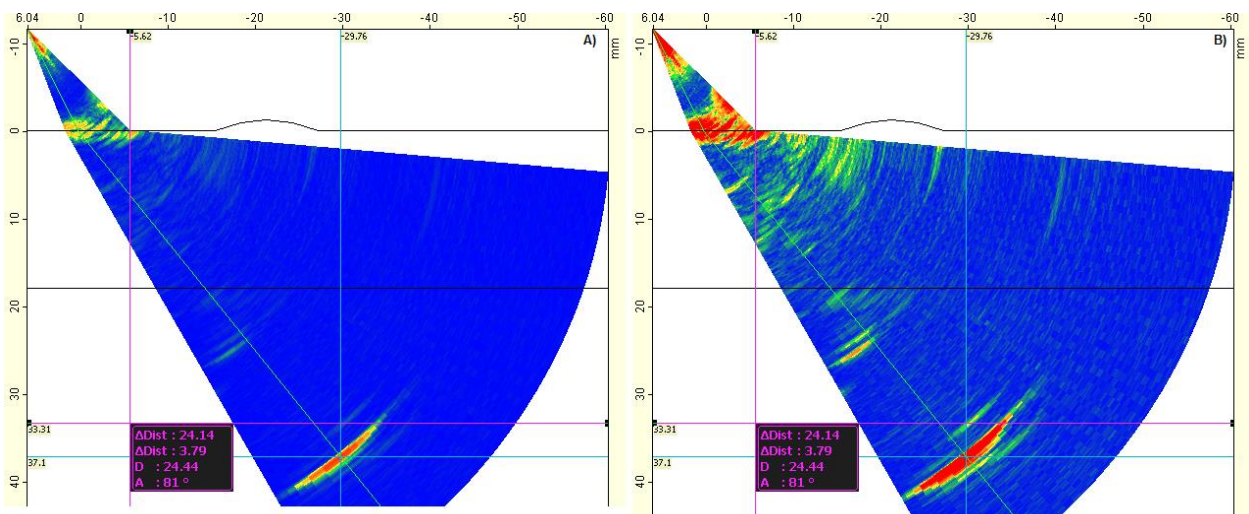 6.04 0 -10 -20 -30 -40 -50 -60
-5.62 -29.76 A)
mm
-10
0
10
20
30
40
33.31
37.1
ΔDist : 24.14
ΔDist : 3.79
D : 24.44
A : 81 °
6.04 0 -10 -20 -30 -40 -50 -60
-5.62 -29.76 B)
mm
-10
0
10
20
30
40
33.31
37.1
ΔDist : 24.14
ΔDist : 3.79
D : 24.44
A : 81 °